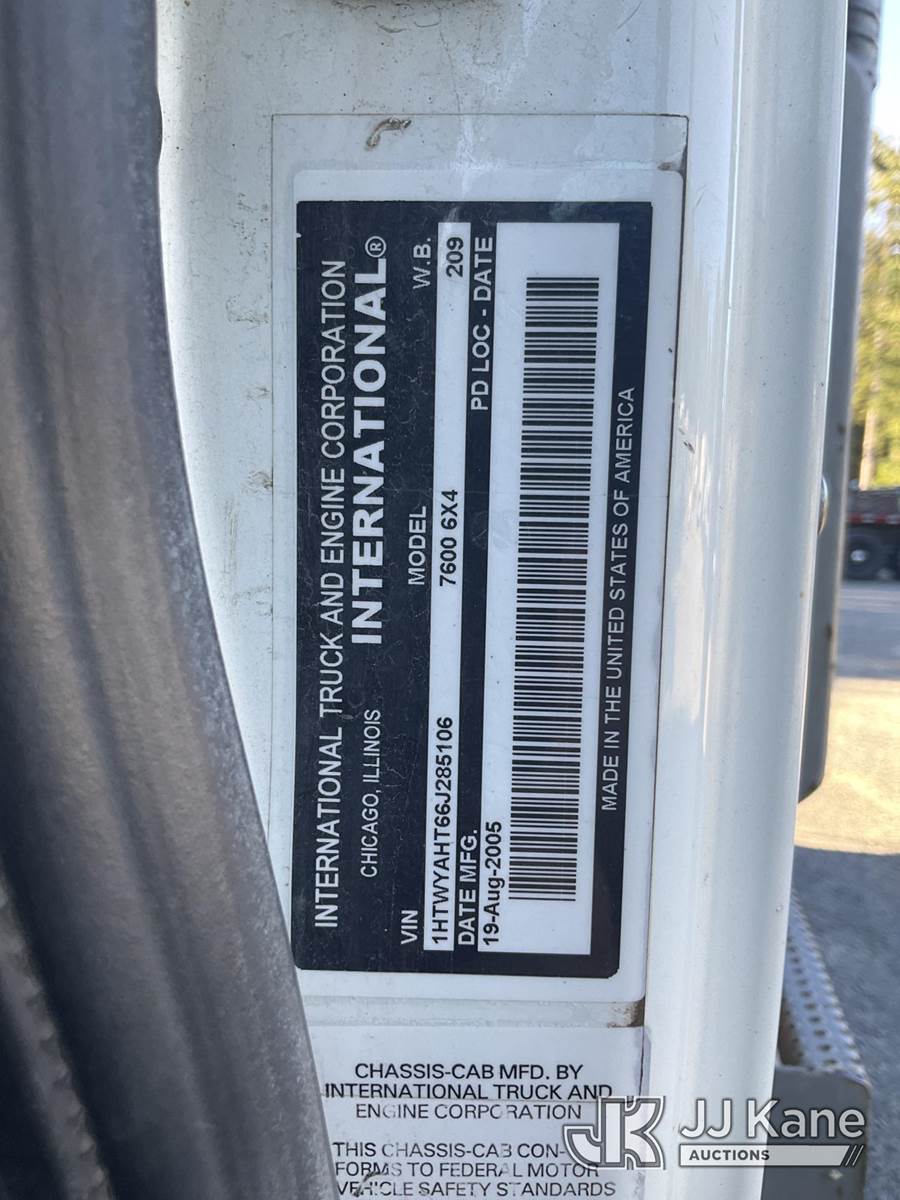 INTERNATIONAL TRUCK AND ENGINE CORPORATION
CHICAGO, ILLINOIS INTERNATIONAL®
VIN MODEL W.B.
1HTWYAHT66J285106 7600 6X4 209
DATE MFG. PD LOC - DATE
19-Aug-2005
MADE IN THE UNITED STATES OF AMERICA
CHASSIS-CAB MFD. BY
INTERNATIONAL TRUCK AND
ENGINE CORPORATION
THIS CHASSIS-CAB CON-
FORMS TO FEDERAL MOTOR
VEHICLE SAFETY STANDARDS
JK JJ Kane
AUCTIONS